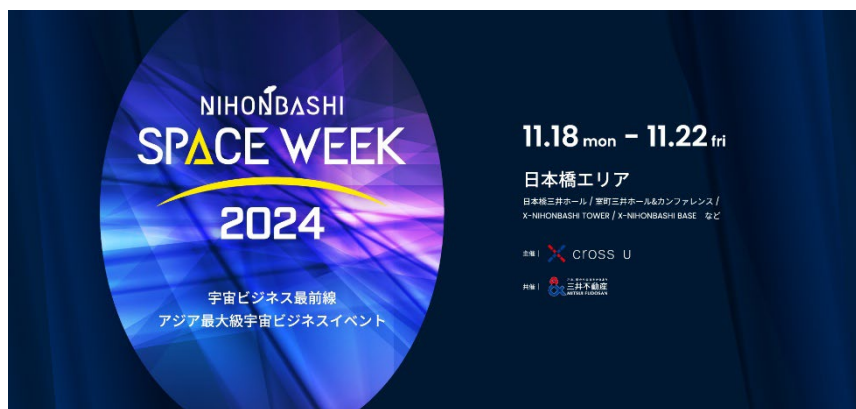 NIHONBASHI
SPACE WEEK
2024
宇宙ビジネス最前線
アジア最大級宇宙ビジネスイベント
11.18 mon - 11.22 fri
日本橋エリア
日本橋三井ホール / 室町三井ホール&カンファレンス /
X-NIHONBASHI TOWER / X-NIHONBASHI BASE など
主催 | cross U
共催 | 三井不動産
MITSUI FUDOSAN